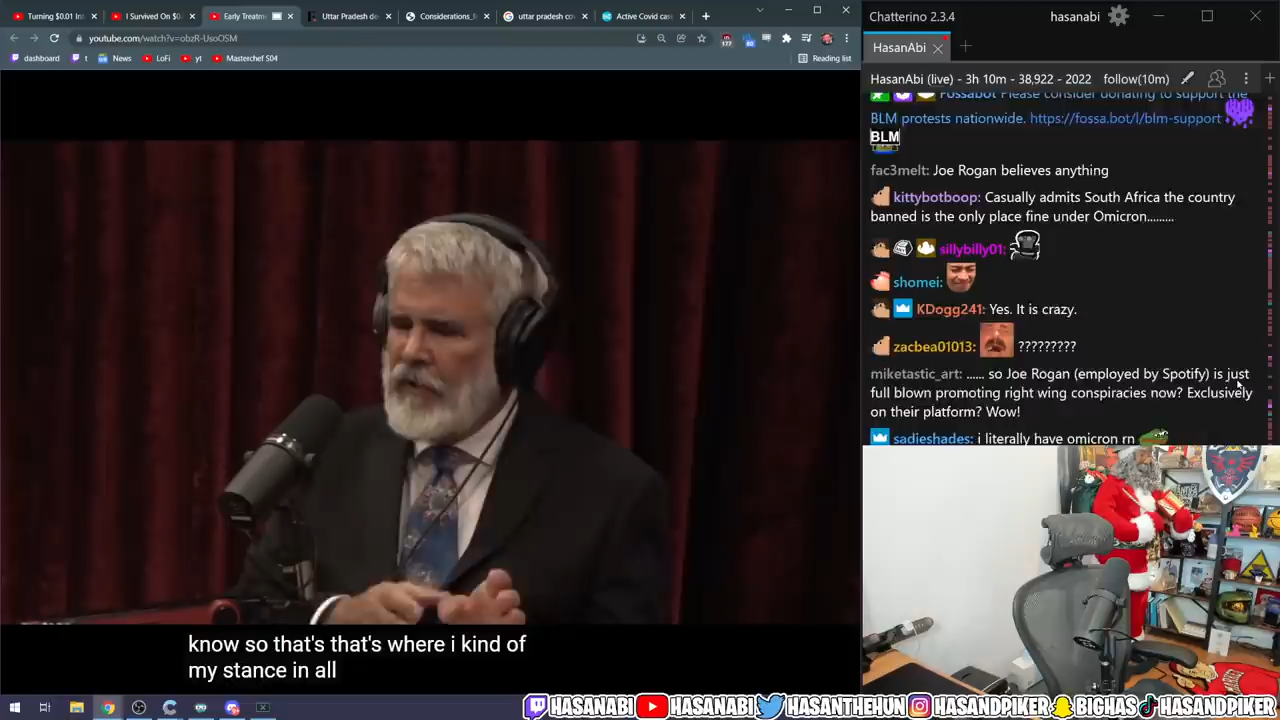 Turning $0.01 Int
I Survived On $0
Early Treatm
Uttar Pradesh de
Considerations_f
uttar pradesh cov
Active Covid cas
youtube.com/watch?v=obzR-UsoOSM
dashboard
t
News
LoFi
yt
Masterchef S04
Reading list
know so that's that's where i kind of
my stance in all
Chatterino 2.3.4
hasanabi
HasanAbi
HasanAbi (live) - 3h 10m - 38,922 - 2022 follow(10m)
Fossabot Please consider donating to support the
BLM protests nationwide. https://fossa.bot/l/blm-support
BLM
fac3melt: Joe Rogan believes anything
kittybotboop: Casually admits South Africa the country
banned is the only place fine under Omicron.........
sillybilly01:
shomei:
KDogg241: Yes. It is crazy.
zacbea01013: ?????????
miketastic_art: ...... so Joe Rogan (employed by Spotify) is just
full blown promoting right wing conspiracies now? Exclusively
on their platform? Wow!
sadieshades: i literally have omicron rn
HASANABI HASANABI HASANTHEHUN HASANDPIKER BIGHAS HASANDPIKER